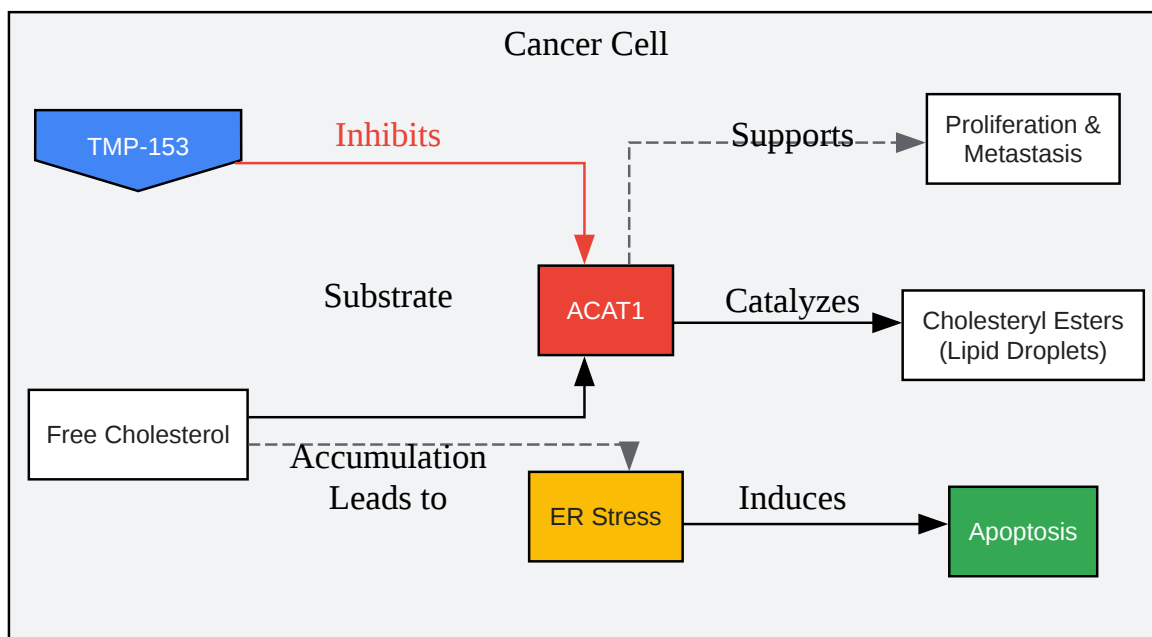 Cancer Cell
TMP-153
Inhibits
Supports
Proliferation &
Metastasis
Substrate
ACAT1
Catalyzes
Cholesteryl Esters
(Lipid Droplets)
Free Cholesterol
Accumulation
Leads to
ER Stress
Induces
Apoptosis